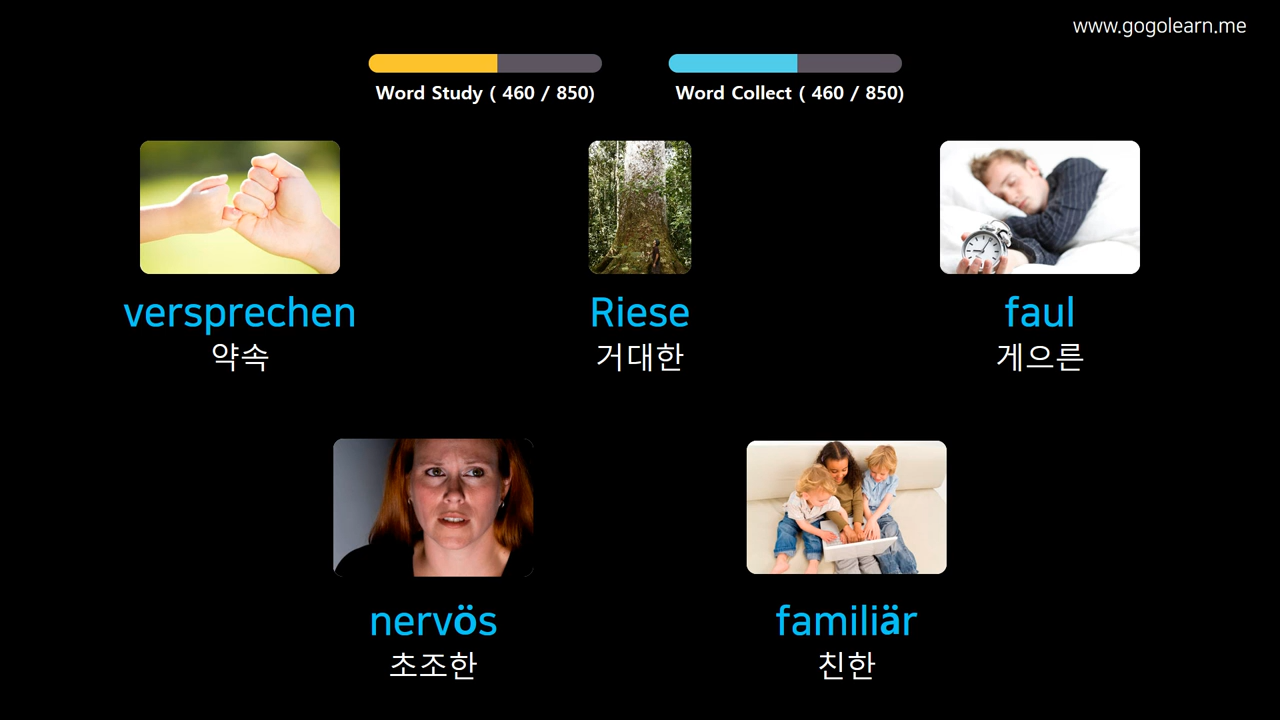 www.gogolearn.me
Word Study ( 460 / 850)
Word Collect ( 460 / 850)
versprechen
약속
Riese
거대한
faul
게으른
nervös
초조한
familiär
친한